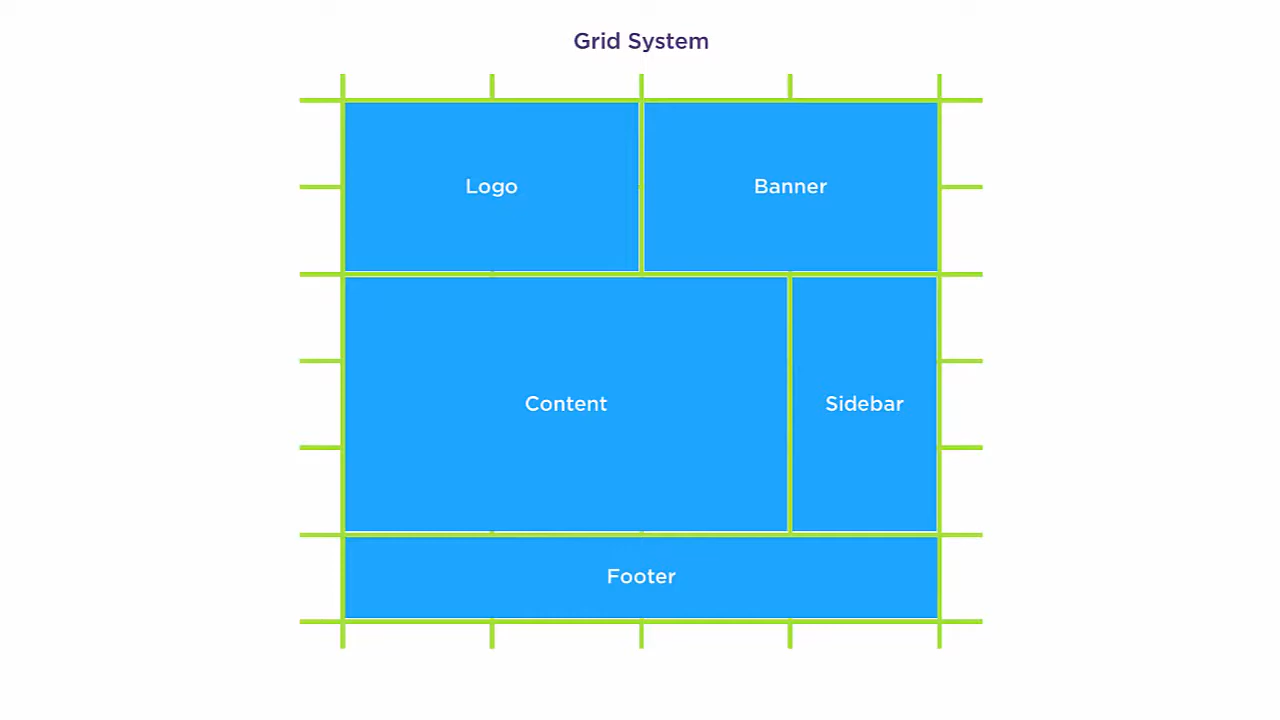 Grid System
Logo
Banner
Content
Sidebar
Footer